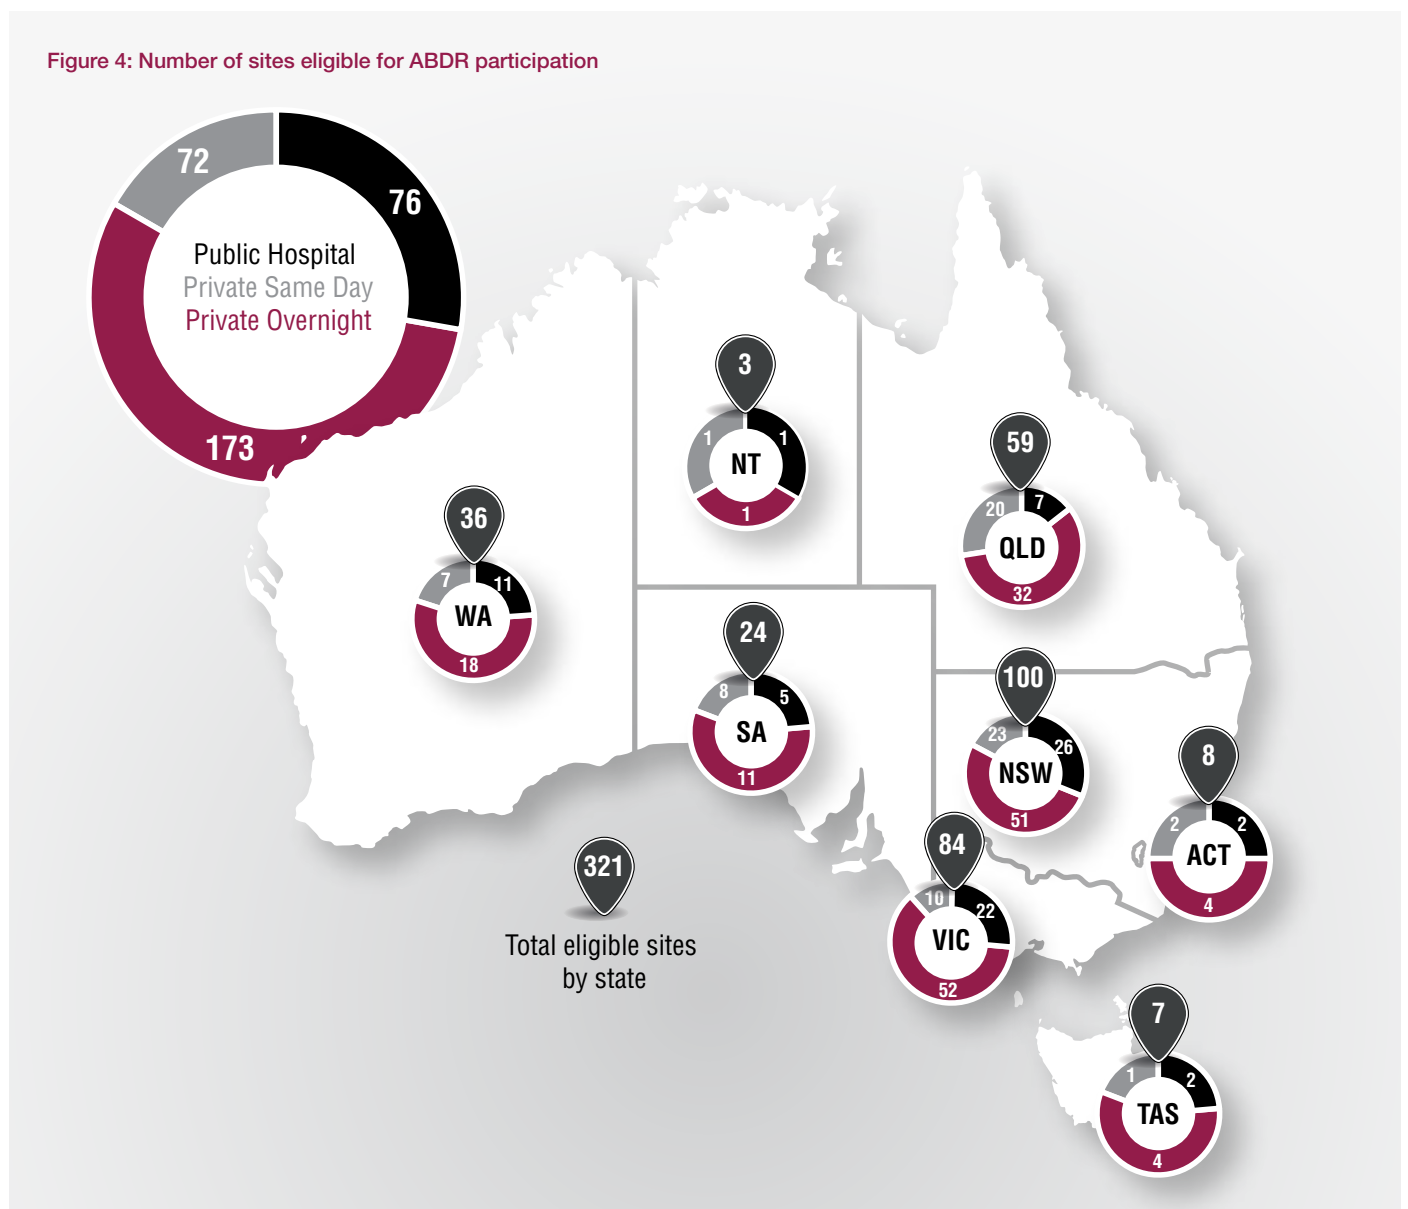 Figure 4: Number of sites eligible for ABDR participation
72
76
Public Hospital
Private Same Day
Private Overnight
173
3
1
1
NT
1
59
20
7
QLD
32
36
7
11
WA
18
24
8
5
SA
11
100
23
26
NSW
51
8
2
2
ACT
4
84
10
22
VIC
52
321
Total eligible sites
by state
7
1
2
TAS
4